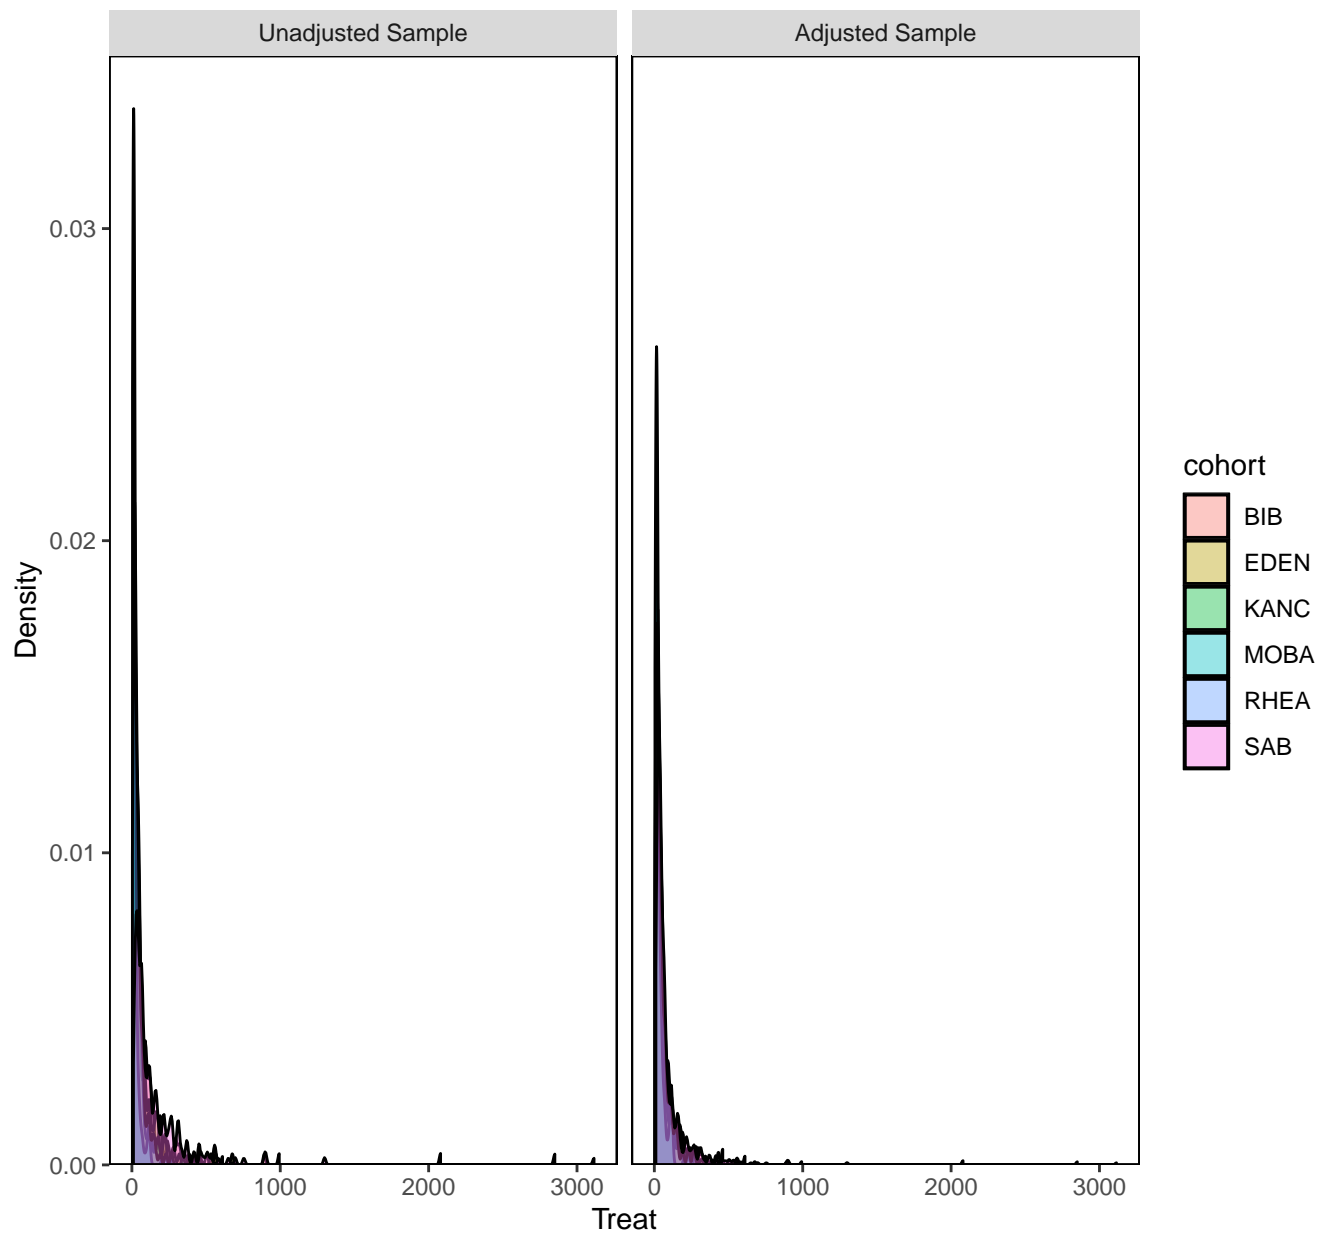 Unadjusted Sample
Adjusted Sample
Density
0.03
0.02
0.01
0.00
0 1000 2000 3000
0 1000 2000 3000
Treat
cohort
BIB
EDEN
KANC
MOBA
RHEA
SAB